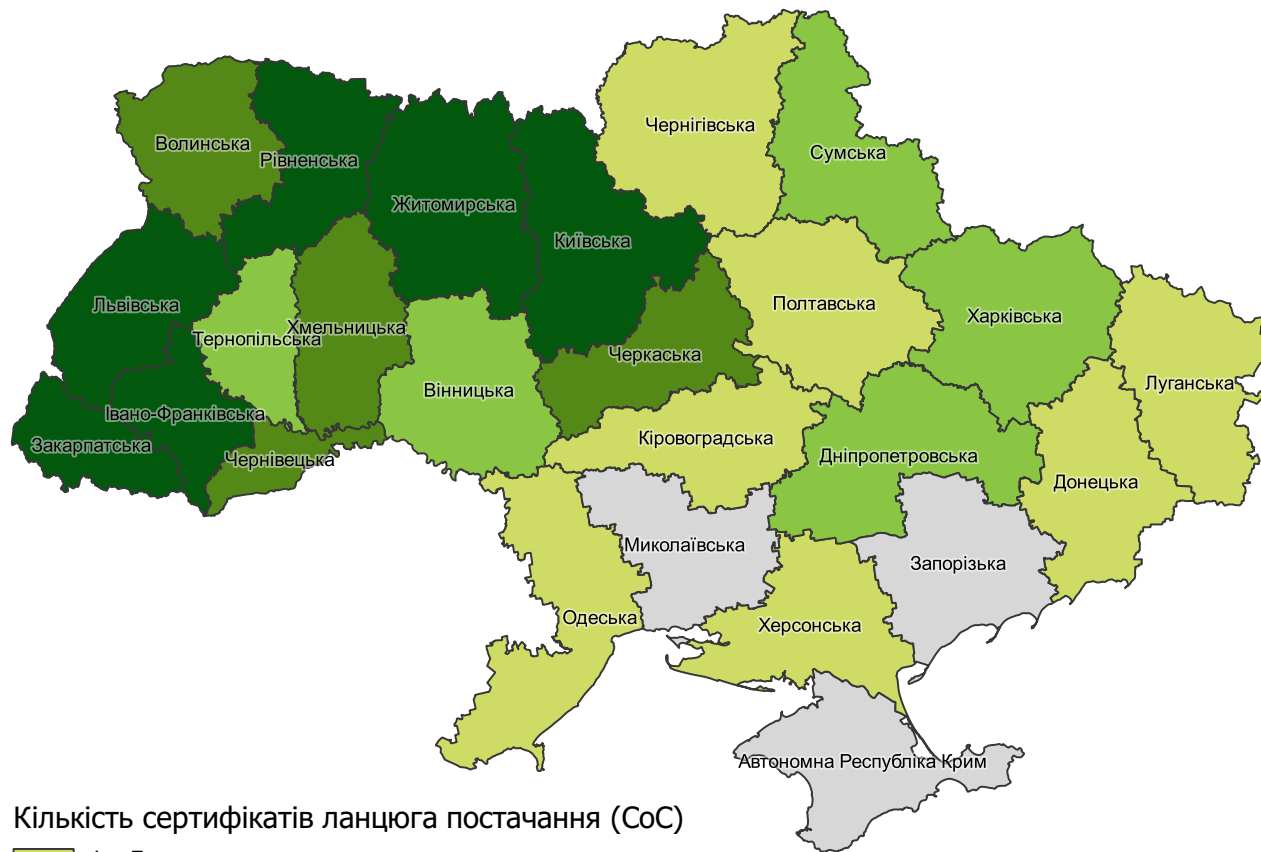 Чернігівська
Волинська
Сумська
Рівненська
Житомирська
Київська
Львівська
Полтавська
Харківська
Хмельницька
Тернопільська
Черкаська
Луганська
Вінницька
Івано-Франківська
Закарпатська
Кіровоградська
Чернівецька
Дніпропетровська
Донецька
Миколаївська
Запорізька
Одеська
Херсонська
Автономна Республіка Крим
Кількість сертифікатів ланцюга постачання (CoC)